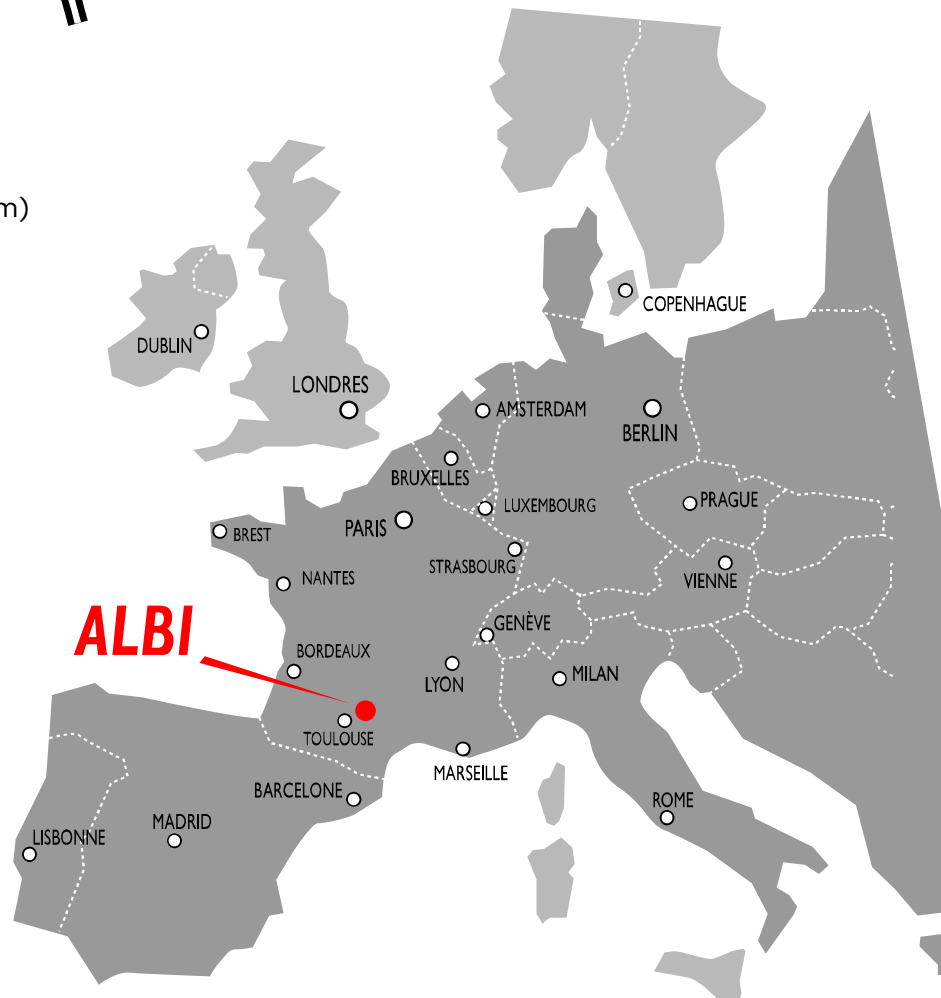 m)
COPENHAGUE
DUBLIN
LONDRES
AMSTERDAM
BERLIN
BRUXELLES
LUXEMBOURG
PRAGUE
PARIS
BREST
STRASBOURG
VIENNE
NANTES
GENÈVE
ALBI
BORDEAUX
LYON
MILAN
TOULOUSE
MARSEILLE
BARCELONE
ROME
MADRID
LISBONNE